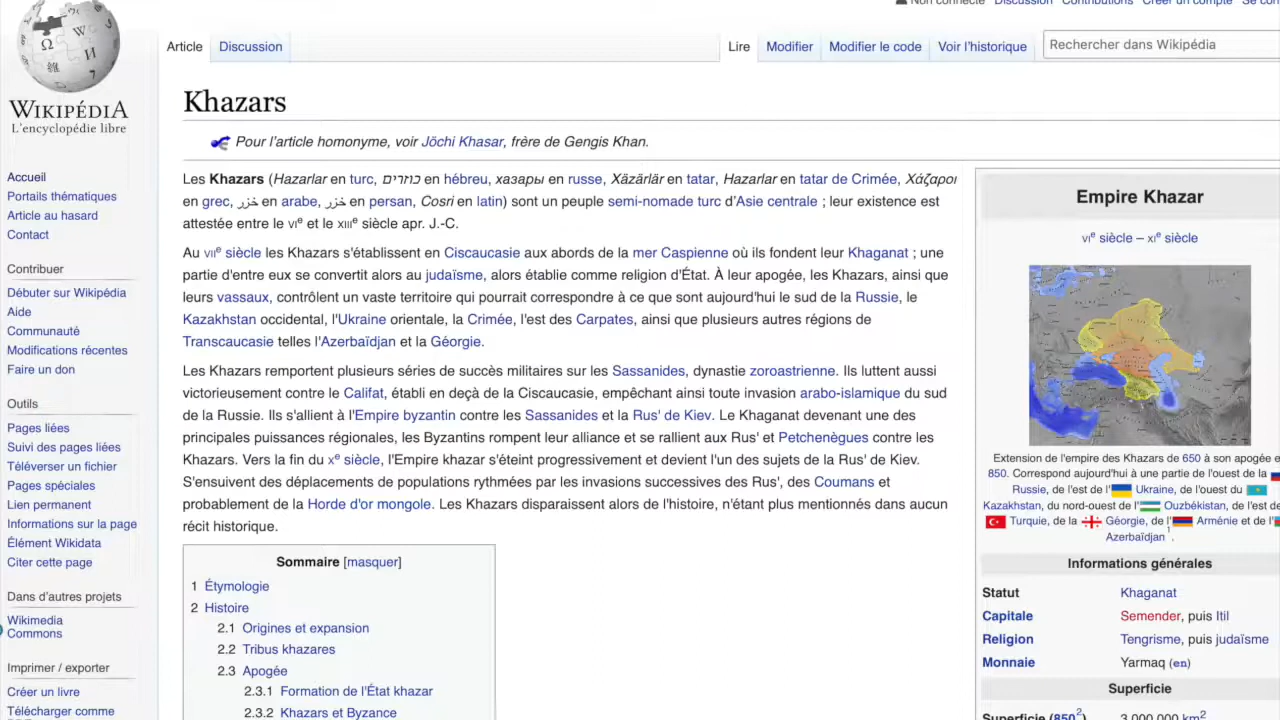 Non connecté Discussion Contributions Créer un compte Se con
Article Discussion Lire Modifier Modifier le code Voir l'historique Rechercher dans Wikipédia
WIKIPÉDIA
L'encyclopédie libre
Accueil
Portails thématiques
Article au hasard
Contact
Contribuer
Débuter sur Wikipédia
Aide
Communauté
Modifications récentes
Faire un don
Outils
Pages liées
Suivi des pages liées
Téléverser un fichier
Pages spéciales
Lien permanent
Informations sur la page
Élément Wikidata
Citer cette page
Dans d'autres projets
Wikimedia
Commons
Imprimer / exporter
Créer un livre
Télécharger comme
Khazars
Pour l'article homonyme, voir Jöchi Khasar, frère de Gengis Khan.
Les Khazars (Hazarlar en turc, כוזרים en hébreu, хазары en russe, Xäzärlär en tatar, Hazarlar en tatar de Crimée, Χάζαροι
en grec, خزر en arabe, خزر en persan, Cosri en latin) sont un peuple semi-nomade turc d'Asie centrale ; leur existence est
attestée entre le VIe et le XIIIe siècle apr. J.-C.
Au VIIe siècle les Khazars s'établissent en Ciscaucasie aux abords de la mer Caspienne où ils fondent leur Khaganat ; une
partie d'entre eux se convertit alors au judaïsme, alors établie comme religion d'État. À leur apogée, les Khazars, ainsi que
leurs vassaux, contrôlent un vaste territoire qui pourrait correspondre à ce que sont aujourd'hui le sud de la Russie, le
Kazakhstan occidental, l'Ukraine orientale, la Crimée, l'est des Carpates, ainsi que plusieurs autres régions de
Transcaucasie telles l'Azerbaïdjan et la Géorgie.
Les Khazars remportent plusieurs séries de succès militaires sur les Sassanides, dynastie zoroastrienne. Ils luttent aussi
victorieusement contre le Califat, établi en deçà de la Ciscaucasie, empêchant ainsi toute invasion arabo-islamique du sud
de la Russie. Ils s'allient à l'Empire byzantin contre les Sassanides et la Rus' de Kiev. Le Khaganat devenant une des
principales puissances régionales, les Byzantins rompent leur alliance et se rallient aux Rus' et Petchenègues contre les
Khazars. Vers la fin du Xe siècle, l'Empire khazar s'éteint progressivement et devient l'un des sujets de la Rus' de Kiev.
S'ensuivent des déplacements de populations rythmées par les invasions successives des Rus', des Coumans et
probablement de la Horde d'or mongole. Les Khazars disparaissent alors de l'histoire, n'étant plus mentionnés dans aucun
récit historique.
Sommaire [masquer]
1 Étymologie
2 Histoire
2.1 Origines et expansion
2.2 Tribus khazares
2.3 Apogée
2.3.1 Formation de l'État khazar
2.3.2 Khazars et Byzance
Empire Khazar
VIe siècle – XIe siècle
Extension de l'empire des Khazars de 650 à son apogée e
850. Correspond aujourd'hui à une partie de l'ouest de la
Russie, de l'est de l' Ukraine, de l'ouest du
Kazakhstan, du nord-ouest de l' Ouzbékistan, de l'est de
Turquie, de la Géorgie, de l' Arménie et de l'
Azerbaïdjan 1.
Informations générales
Statut Khaganat
Capitale Semender, puis Itil
Religion Tengrisme, puis judaïsme
Monnaie Yarmaq (en)
Superficie
Superficie (850 2) 3 000 000 km2